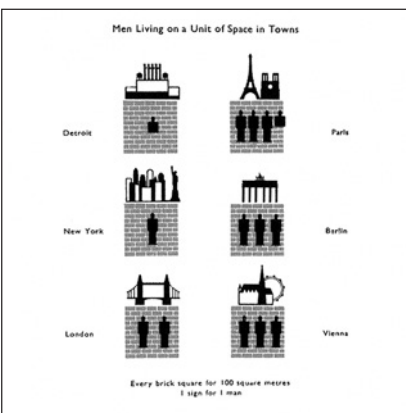 Men Living on a Unit of Space in Towns
Detroit
Paris
New York
Berlin
London
Vienna
Every brick square for 100 square metres
1 sign for 1 man